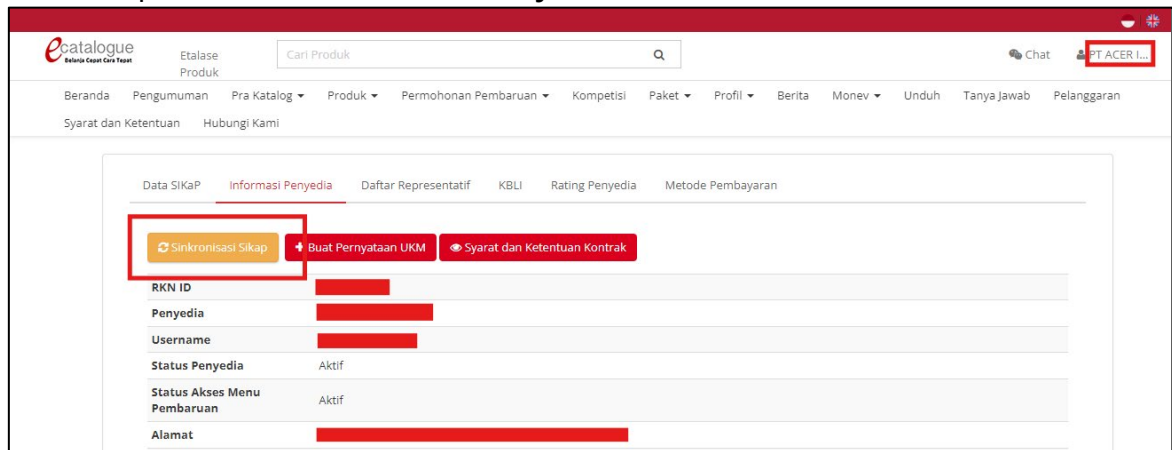 ecatalogue
Belanja Cepat Cara Tepat
Etalase
Produk
Cari Produk
Chat
PT ACER I...
Beranda Pengumuman Pra Katalog Produk Permohonan Pembaruan Kompetisi Paket Profil Berita Monev Unduh Tanya Jawab Pelanggaran
Syarat dan Ketentuan Hubungi Kami
Data SIKaP Informasi Penyedia Daftar Representatif KBLI Rating Penyedia Metode Pembayaran
Sinkronisasi Sikap + Buat Pernyataan UKM Syarat dan Ketentuan Kontrak
RKN ID
Penyedia
Username
Status Penyedia Aktif
Status Akses Menu
Pembaruan Aktif
Alamat